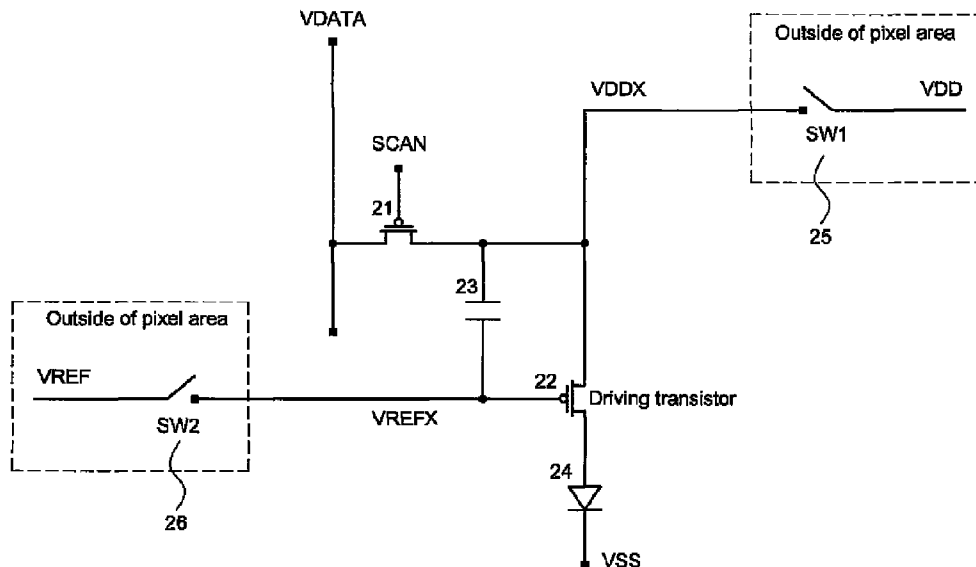 VDATA
Outside of pixel area
VDDX
VDD
SW1
SCAN
21
25
23
Outside of pixel area
VREF
22
Driving transistor
SW2
VREFX
24
26
VSS